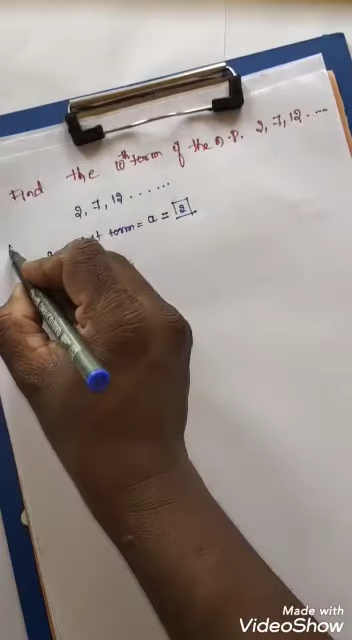 Find the 10th term of the A.P. 2, 7, 12 ....
2, 7, 12 ......
term = a = 2.
Made with
VideoShow